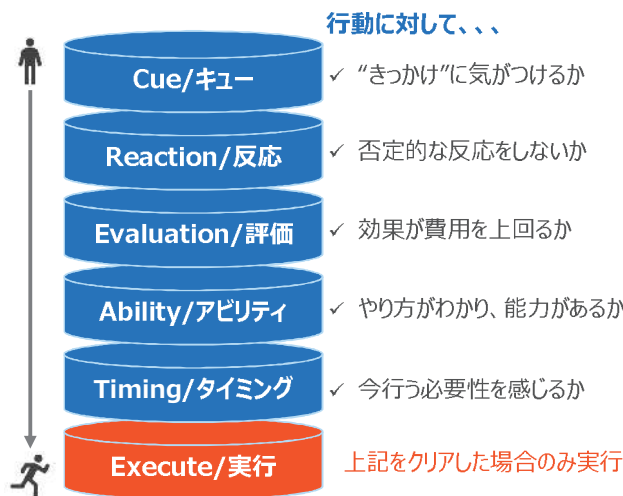 行動に対して、、、
Cue/キュー
✓ “きっかけ”に気がつけるか
Reaction/反応
✓ 否定的な反応をしないか
Evaluation/評価
✓ 効果が費用を上回るか
Ability/アビリティ
✓ やり方がわかり、能力があるか
Timing/タイミング
✓ 今行う必要性を感じるか
Execute/実行
上記をクリアした場合のみ実行